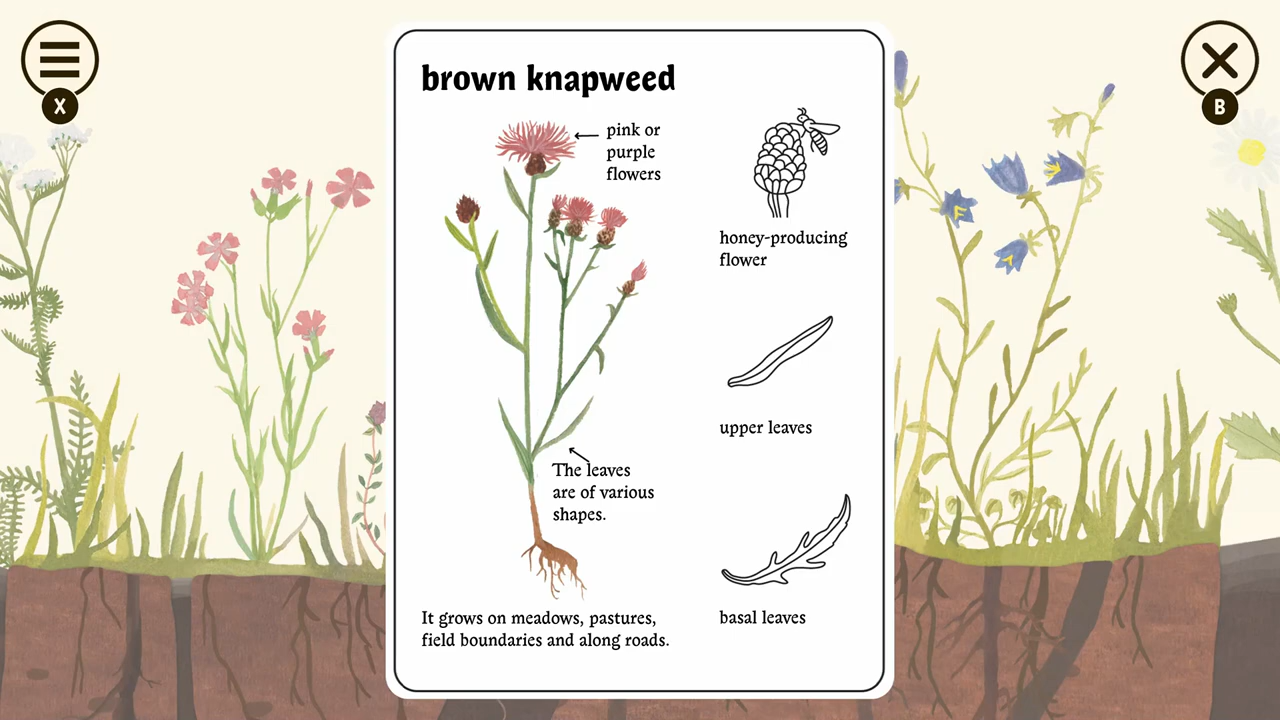 X
B
brown knapweed
pink or
purple
flowers
honey-producing
flower
upper leaves
The leaves
are of various
shapes.
It grows on meadows, pastures,
field boundaries and along roads.
basal leaves